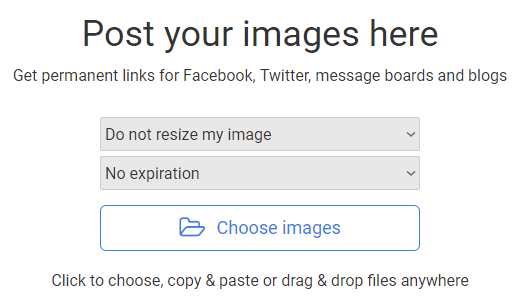 Post your images here
Get permanent links for Facebook, Twitter, message boards and blogs
Do not resize my image
No expiration
Choose images
Click to choose, copy & paste or drag & drop files anywhere